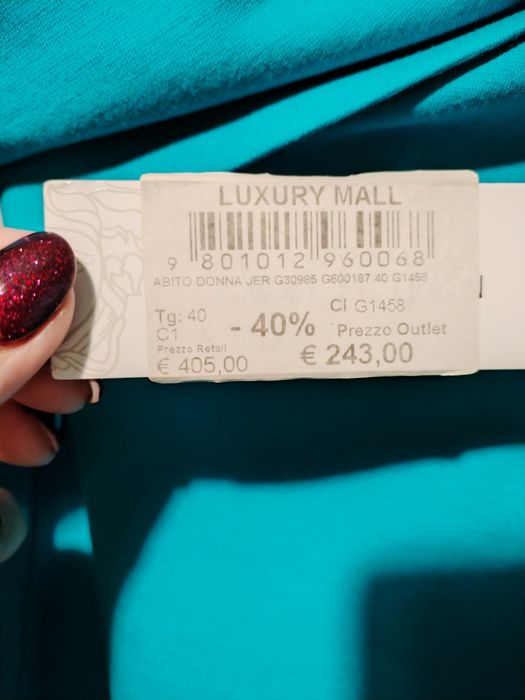 LUXURY MALL
9 801012 960068
ABITO DONNA JER G30985 G600187 40 G1458
Tg: 40 Cl G1458
C1 - 40% Prezzo Outlet
Prezzo Retail € 243,00
€ 405,00